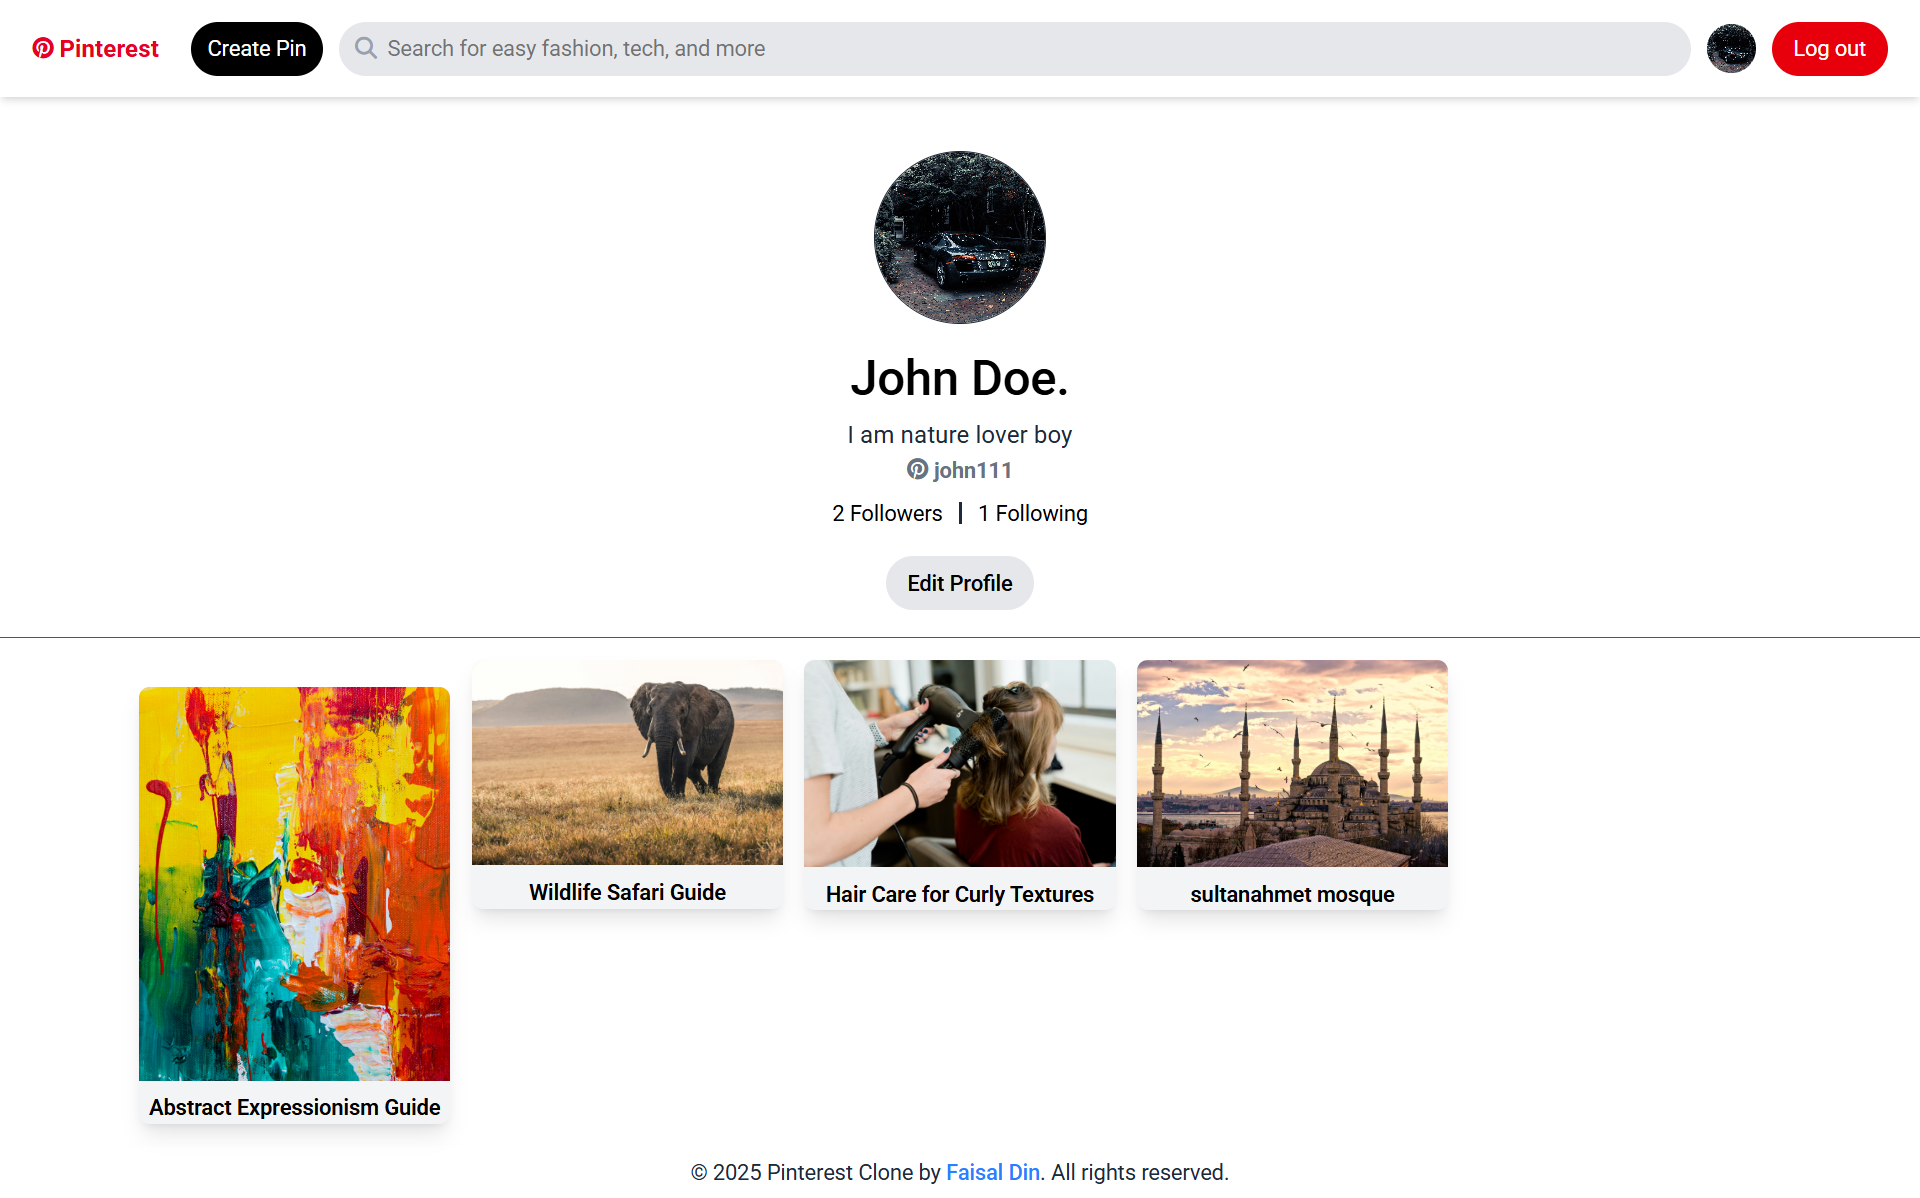 Pinterest
Create Pin
Search for easy fashion, tech, and more
Log out
John Doe.
I am nature lover boy
john111
2 Followers | 1 Following
Edit Profile
Wildlife Safari Guide
Hair Care for Curly Textures
sultanahmet mosque
Abstract Expressionism Guide
© 2025 Pinterest Clone by Faisal Din. All rights reserved.